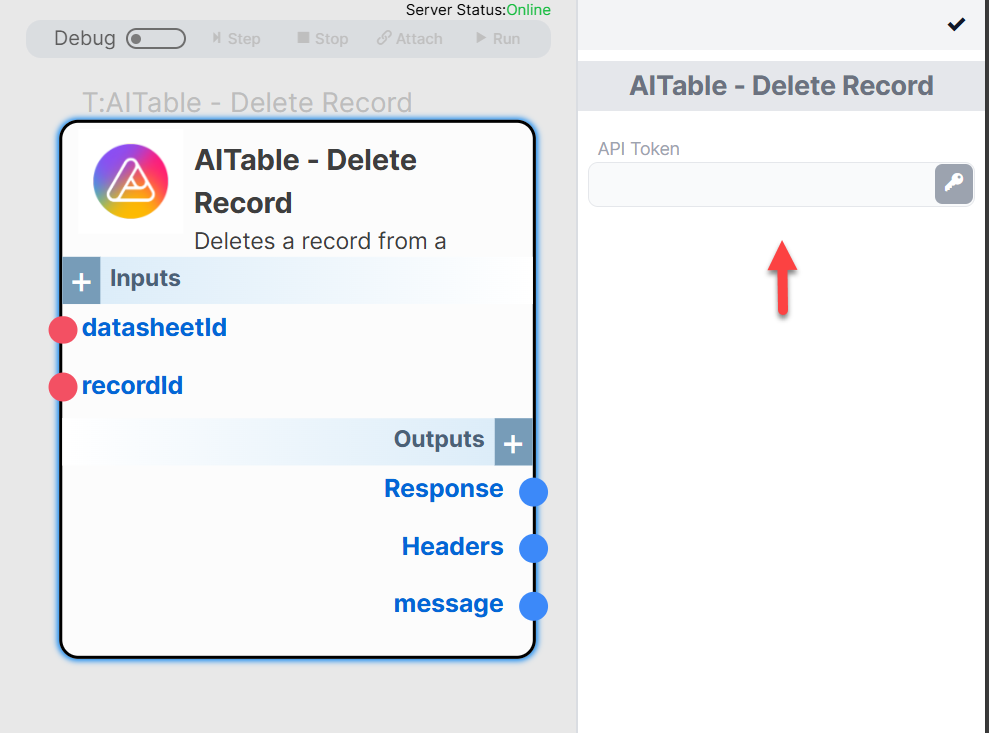 Server Status:Online
Debug
Step
Stop
Attach
Run
T:AITable - Delete Record
AITable - Delete
Record
Deletes a record from a
+ Inputs
datasheetId
recordId
Outputs +
Response
Headers
message
AITable - Delete Record
API Token